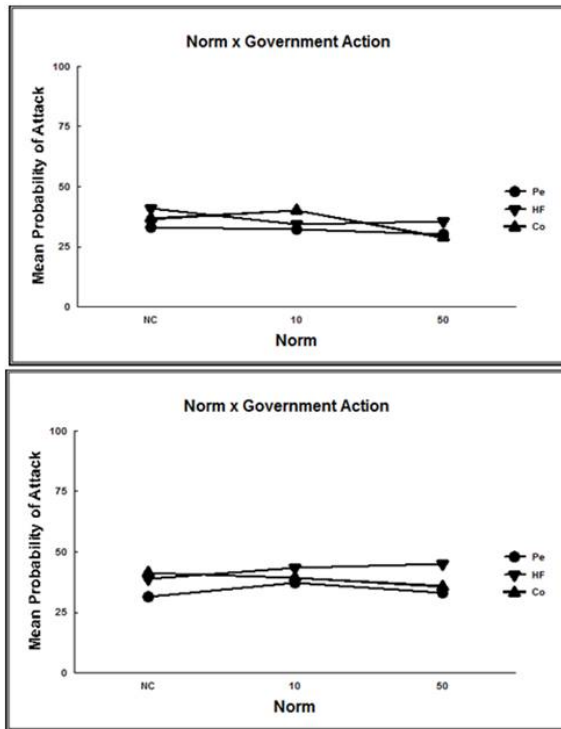 Norm x Government Action
Mean Probability of Attack
100
75
50
25
0
NC
10
50
Norm
Pe
HF
Co
Norm x Government Action
Mean Probability of Attack
100
75
50
25
0
NC
10
50
Norm
Pe
HF
Co